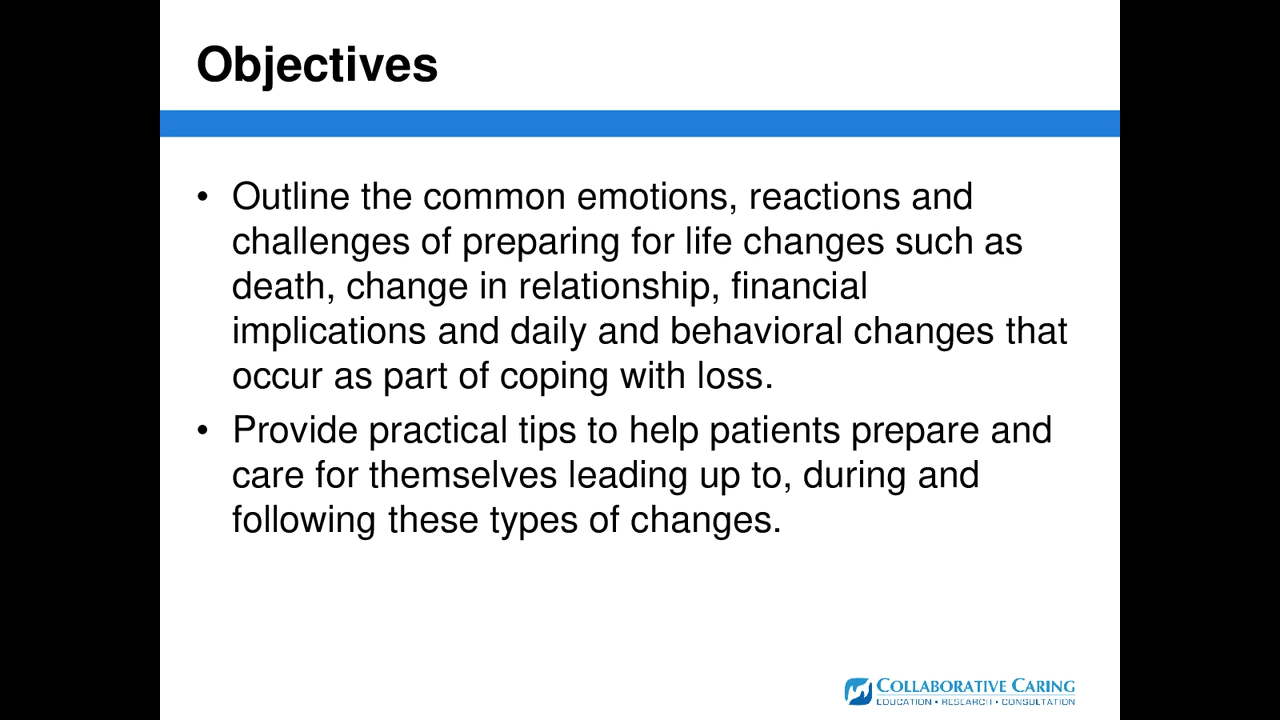 Objectives
• Outline the common emotions, reactions and
challenges of preparing for life changes such as
death, change in relationship, financial
implications and daily and behavioral changes that
occur as part of coping with loss.
• Provide practical tips to help patients prepare and
care for themselves leading up to, during and
following these types of changes.
COLLABORATIVE CARING
EDUCATION • RESEARCH • CONSULTATION